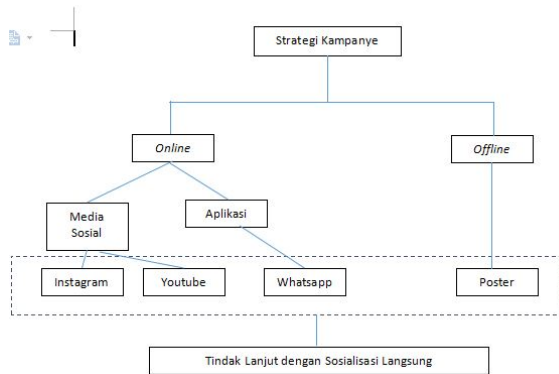 Strategi Kampanye
Online
Offline
Media
Sosial
Aplikasi
Instagram
Youtube
Whatsapp
Poster
Tindak Lanjut dengan Sosialisasi Langsung